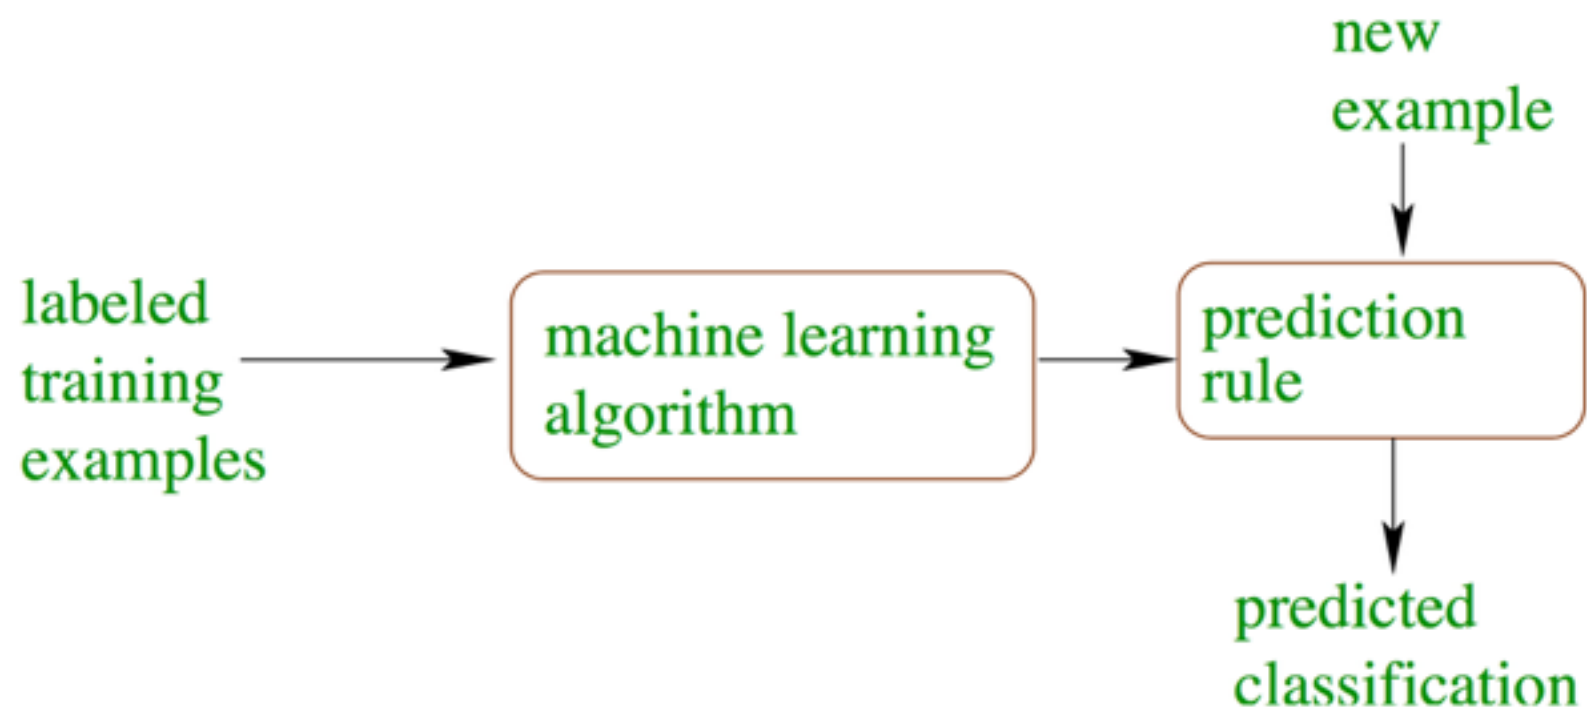 new
example
labeled
training
examples
machine learning
algorithm
prediction
rule
predicted
classification